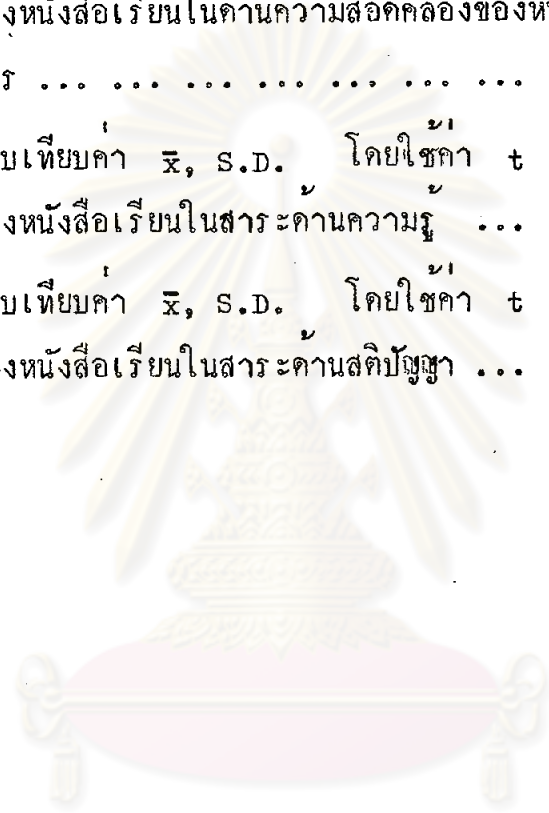 งหนังสือเรียนในด้านความสอดคล้องของห
ร ... ... ... ... ... ... ...
บเทียบค่า x̄, S.D. โดยใช้ค่า t
งหนังสือเรียนในสาระด้านความรู้ ...
บเทียบค่า x̄, S.D. โดยใช้ค่า t
งหนังสือเรียนในสาระด้านสติปัญญา ...